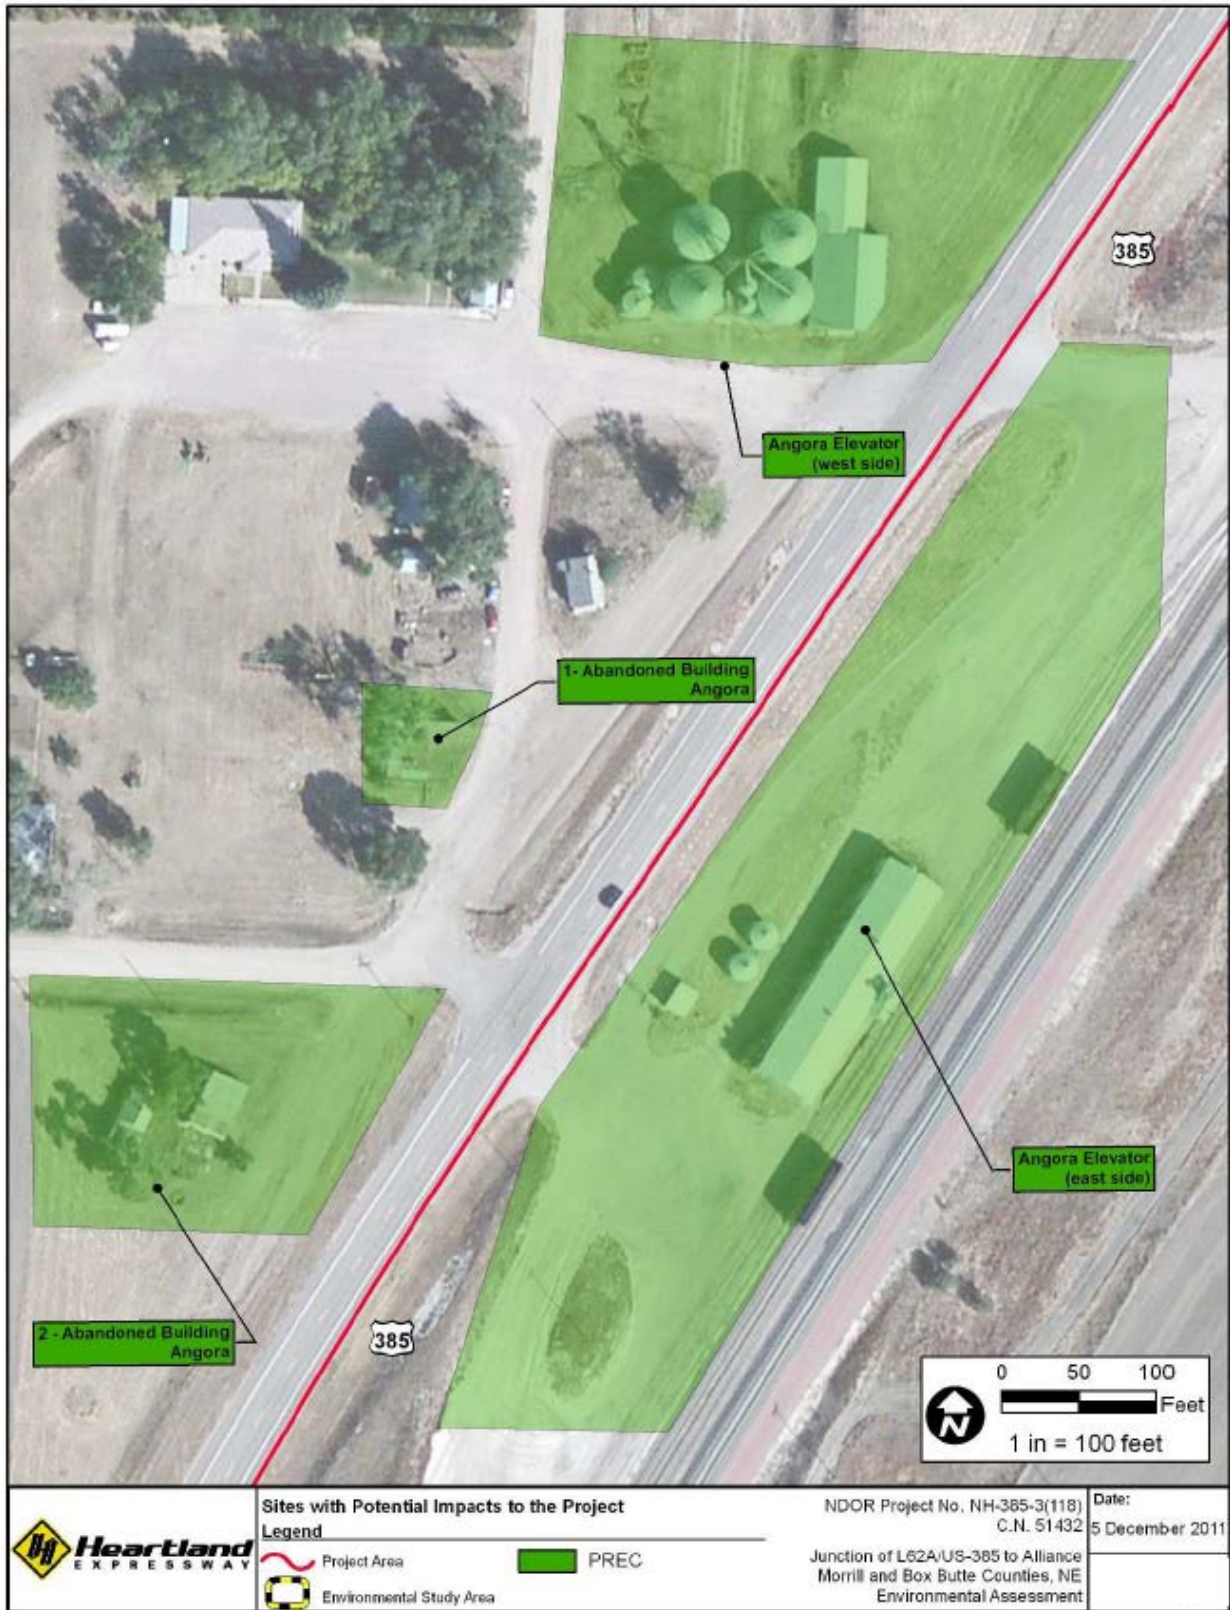 385
Angora Elevator
(west side)
1- Abandoned Building
Angora
Angora Elevator
(east side)
2 - Abandoned Building
Angora
385
0 50 100
Feet
N
1 in = 100 feet
Heartland
EXPRESSWAY
Sites with Potential Impacts to the Project
Legend
Project Area
PREC
Environmental Study Area
NDOR Project No. NH-385-3(118)
C.N. 51432
Junction of L62A/US-385 to Alliance
Morrill and Box Butte Counties, NE
Environmental Assessment
Date:
5 December 2011